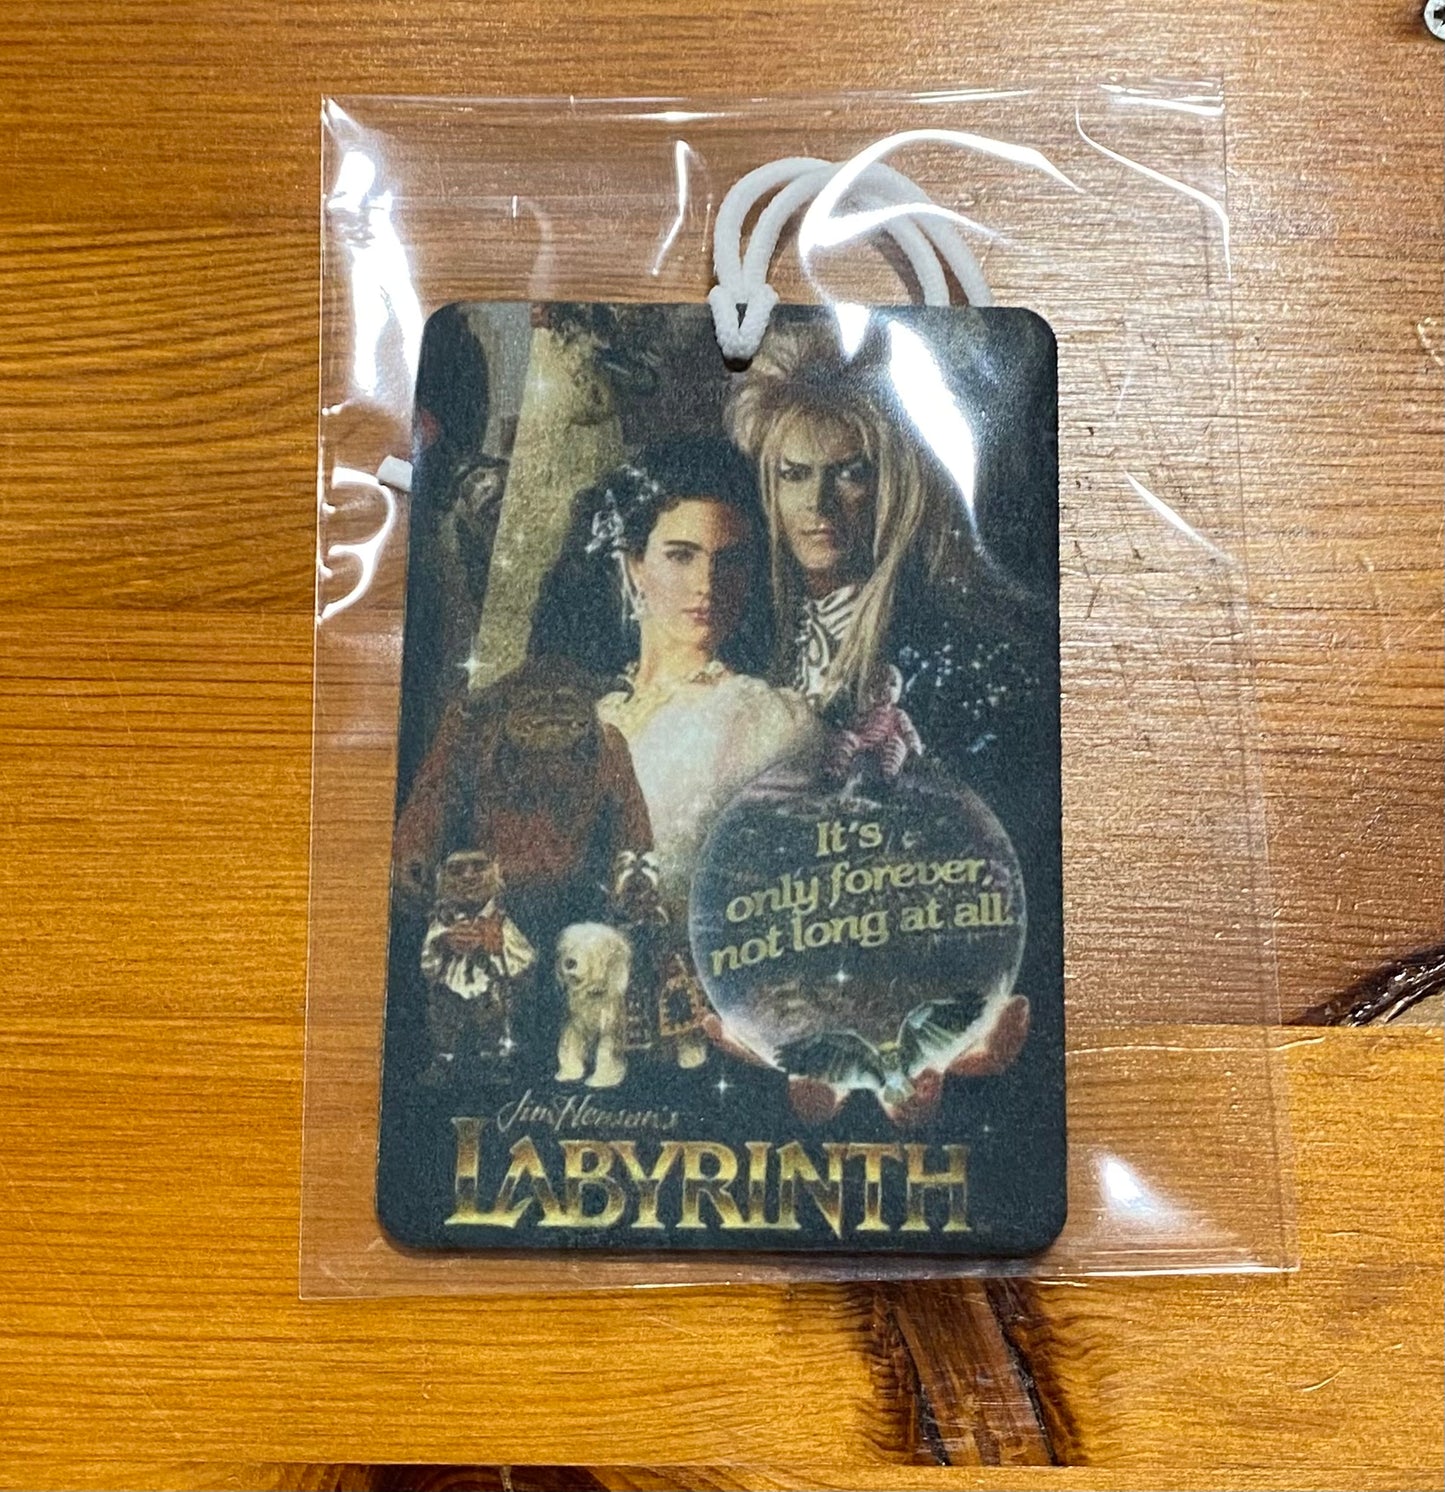 It's
only forever,
not long at all.
Jim Henson's
LABYRINTH